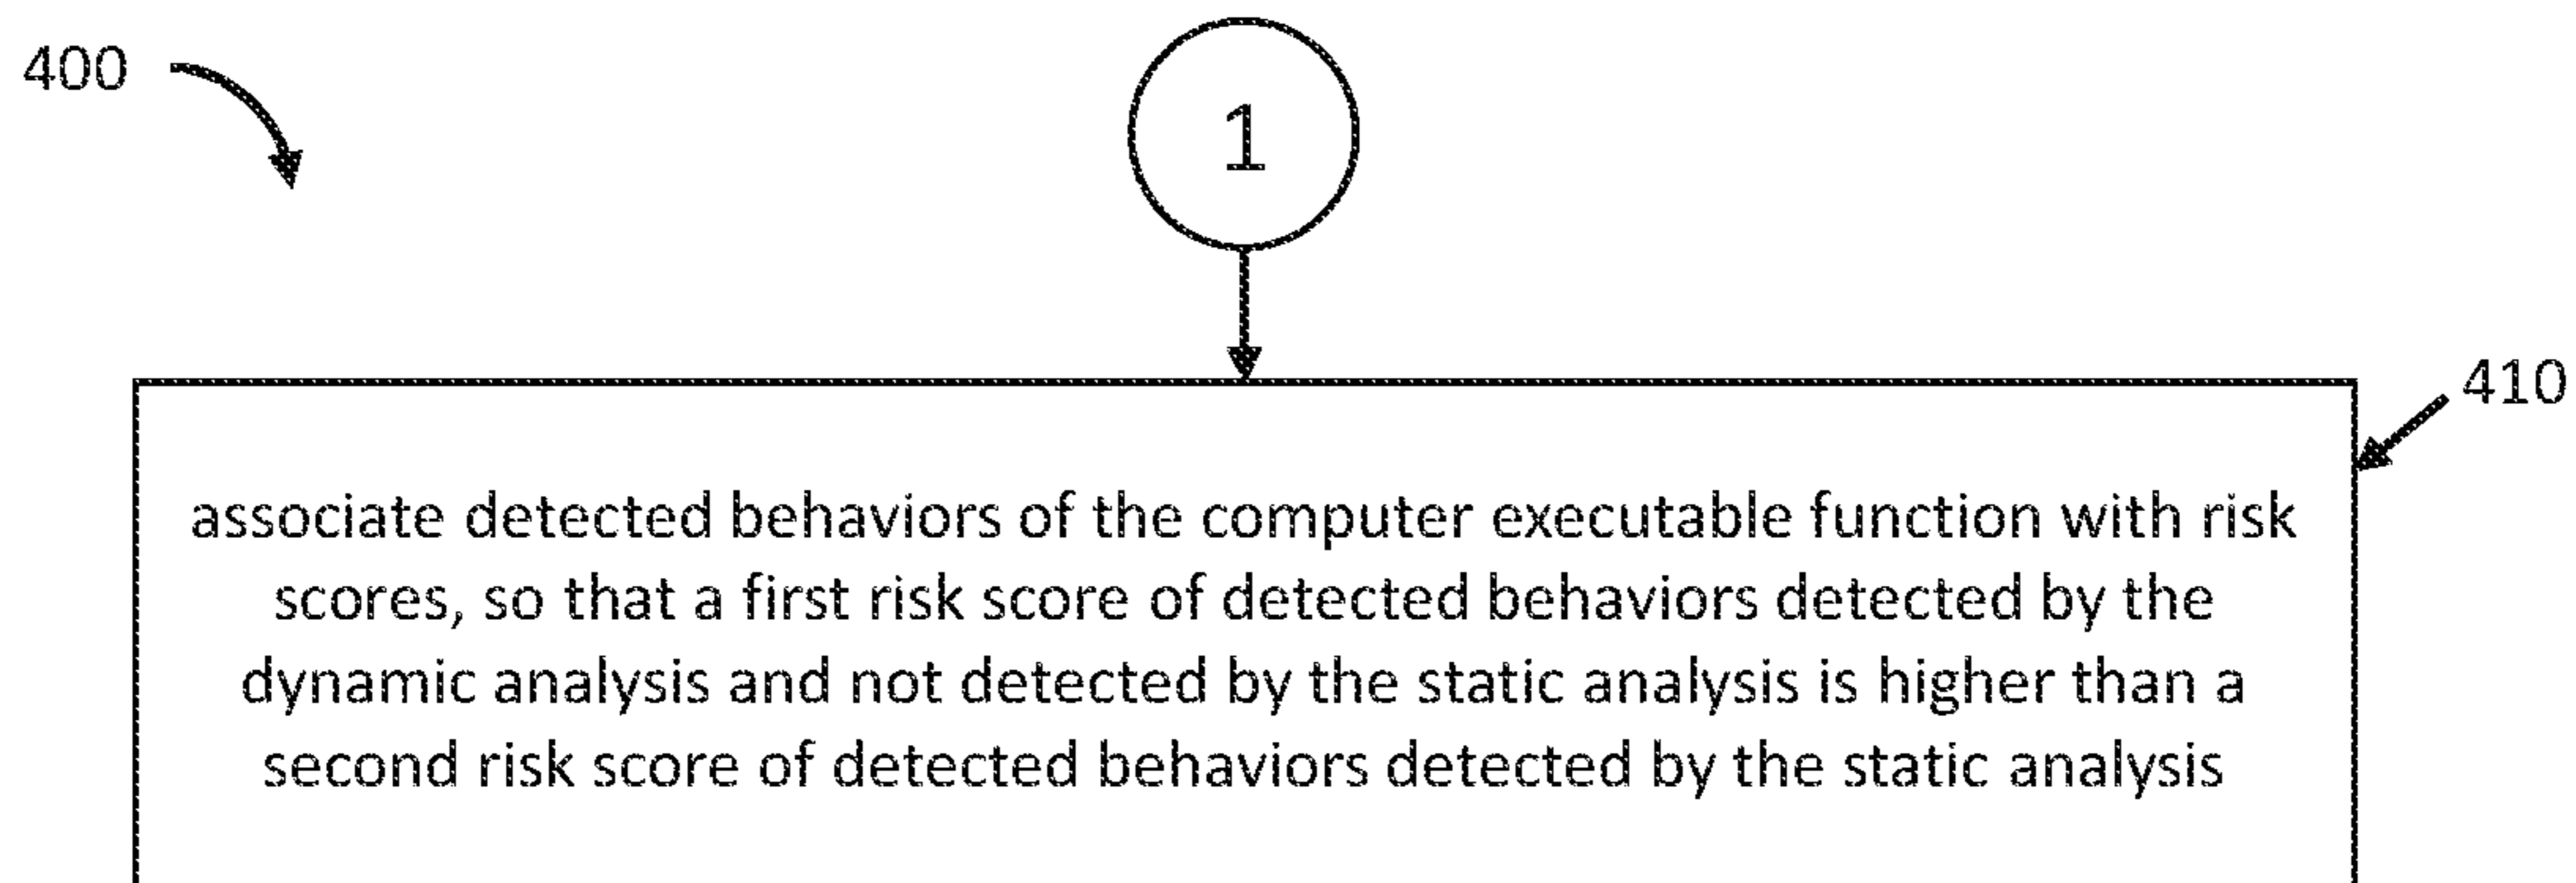 400
1
410
associate detected behaviors of the computer executable function with risk
scores, so that a first risk score of detected behaviors detected by the
dynamic analysis and not detected by the static analysis is higher than a
second risk score of detected behaviors detected by the static analysis